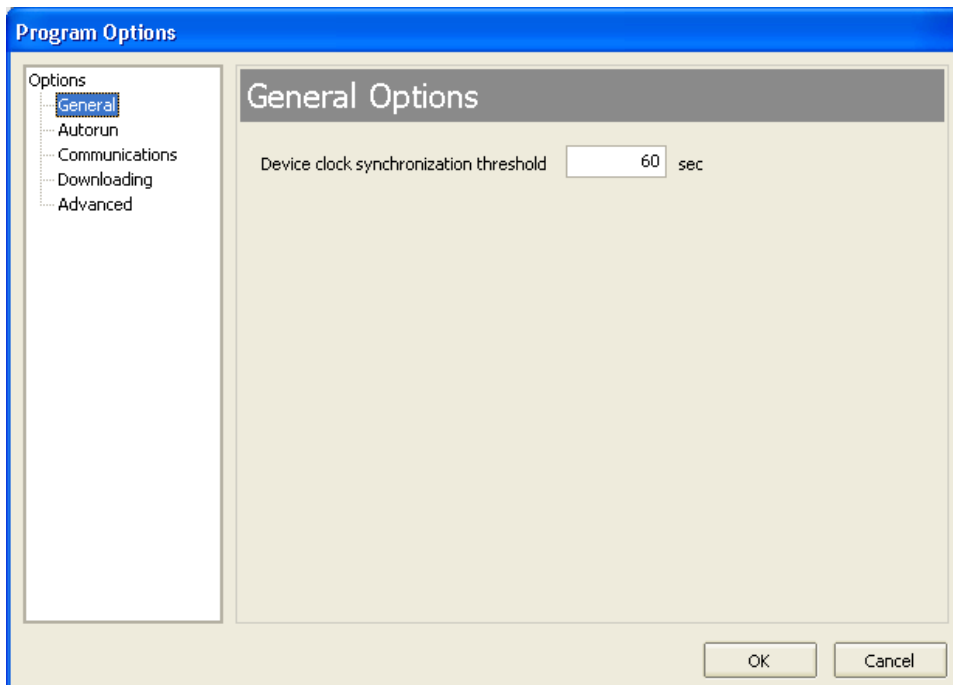 Program Options
Options
General
Autorun
Communications
Downloading
Advanced
General Options
Device clock synchronization threshold 60 sec
OK Cancel